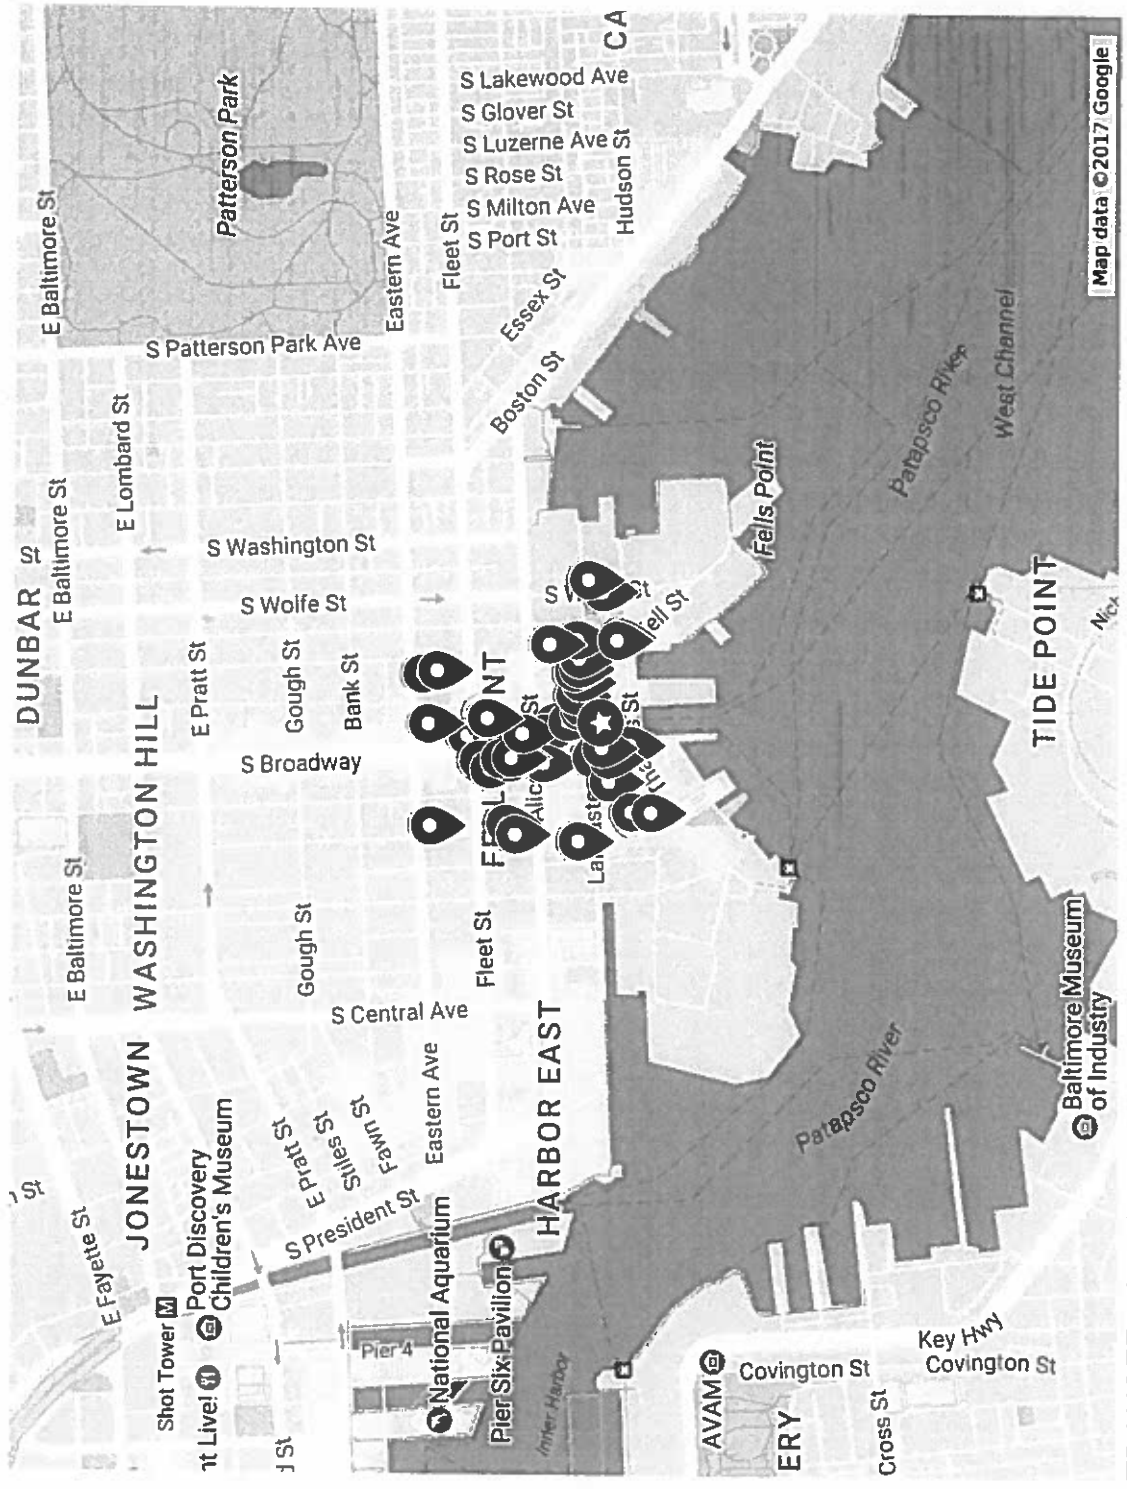 DUNBAR
St
E Baltimore St
E Baltimore St
E Baltimore St
E Lombard St
Patterson Park
S Patterson Park Ave
S Lakewood Ave
S Glover St
S Luzerne Ave
S Rose St
S Milton Ave
S Port St
Hudson St
CA
Eastern Ave
Fleet St
Essex St
Boston St
S Washington St
S Wolfe St
WASHINGTON HILL
E Pratt St
Gough St
Bank St
S Broadway
Fells Point
Patapsco River
West Channel
TIDE POINT
JONESTOWN
Gough St
S Central Ave
Fleet St
Eastern Ave
HARBOR EAST
E Pratt St
Stiles St
Fawn St
S President St
E Fayette St
Port Discovery
Children's Museum
Shot Tower M
nt Live!
National Aquarium
Pier Six Pavilion
Pier 4
Inner Harbor
Patapsco River
Baltimore Museum
of Industry
Key Hwy
Covington St
Covington St
Cross St
AVAM
ERY
Map data ©2017 Google